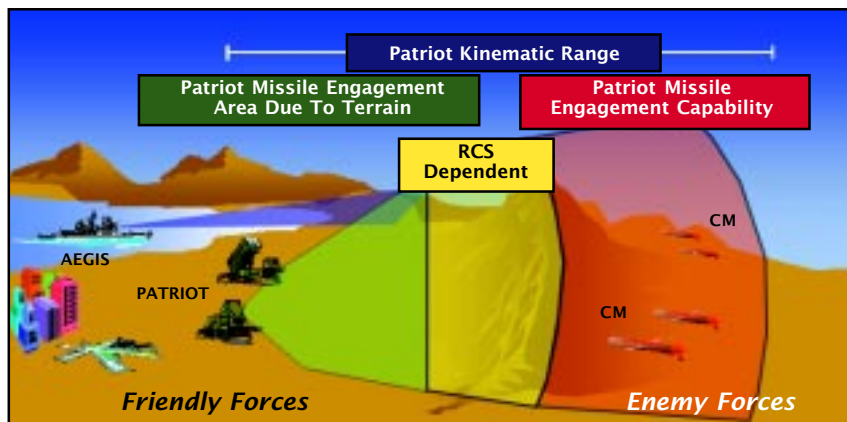 Patriot Kinematic Range
Patriot Missile Engagement
Area Due To Terrain
Patriot Missile
Engagement Capability
RCS
Dependent
CM
AEGIS
PATRIOT
CM
Friendly Forces
Enemy Forces